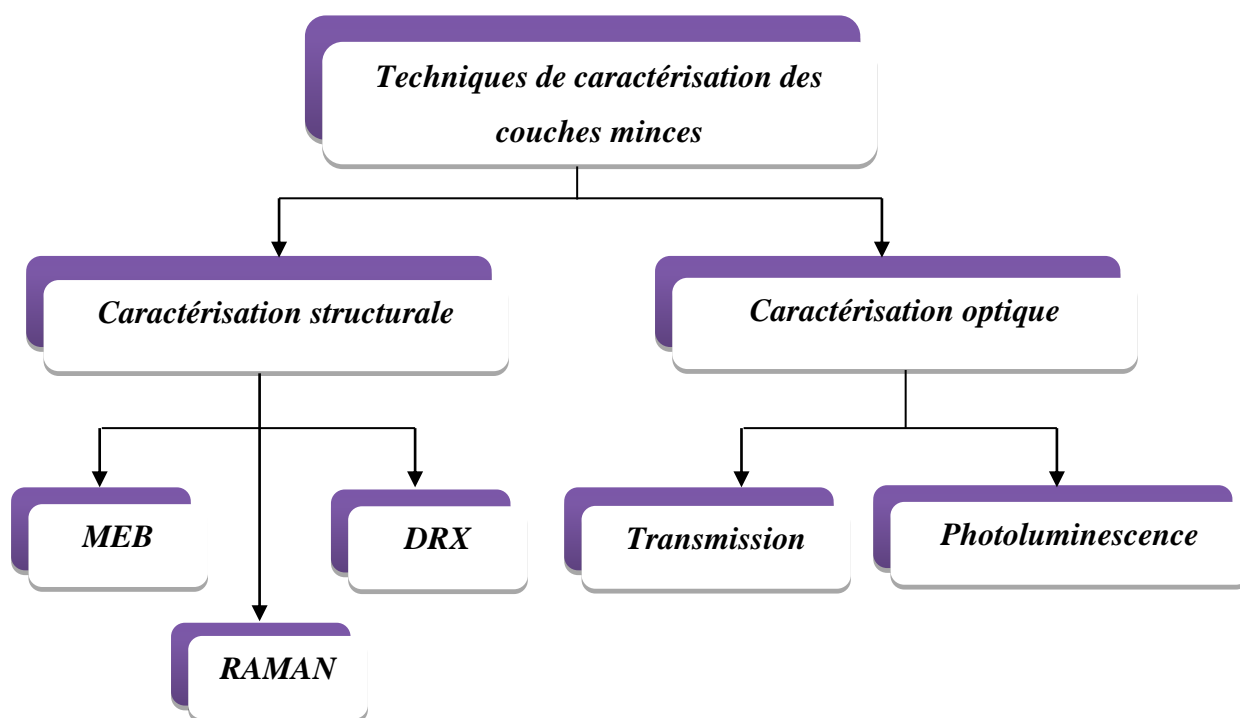 Techniques de caractérisation des
couches minces
Caractérisation structurale
Caractérisation optique
MEB
DRX
Transmission
Photoluminescence
RAMAN